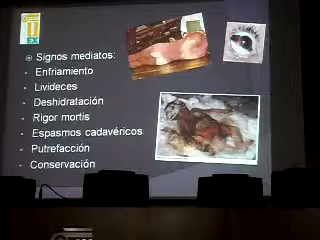 Signos mediatos:
Enfriamiento
Livideces
Deshidratación
Rigor mortis
Espasmos cadavéricos
Putrefacción
Conservación